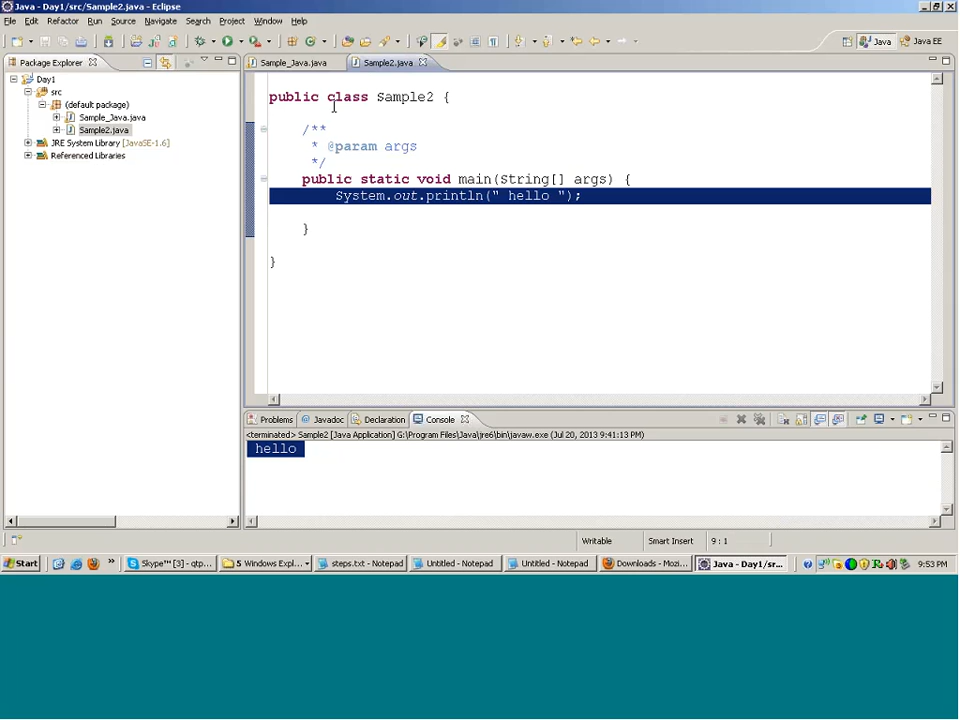 Java - Day1/src/Sample2.java - Eclipse
File Edit Refactor Run Source Navigate Search Project Window Help
Java Java EE
Package Explorer
Sample_Java.java Sample2.java
Day1
src
(default package)
Sample_Java.java
Sample2.java
JRE System Library [JavaSE-1.6]
Referenced Libraries
public class Sample2 {
/**
* @param args
*/
public static void main(String[] args) {
System.out.println(" hello ");
}
}
Problems @ Javadoc Declaration Console
<terminated> Sample2 [Java Application] G:\Program Files\Java\jre6\bin\javaw.exe (Jul 20, 2013 9:41:13 PM)
hello
Writable Smart Insert 9 : 1
Start » Skype™ [3] - qtp... 5 Windows Expl... steps.txt - Notepad Untitled - Notepad Untitled - Notepad Downloads - Mozi... Java - Day1/sr... 9:53 PM